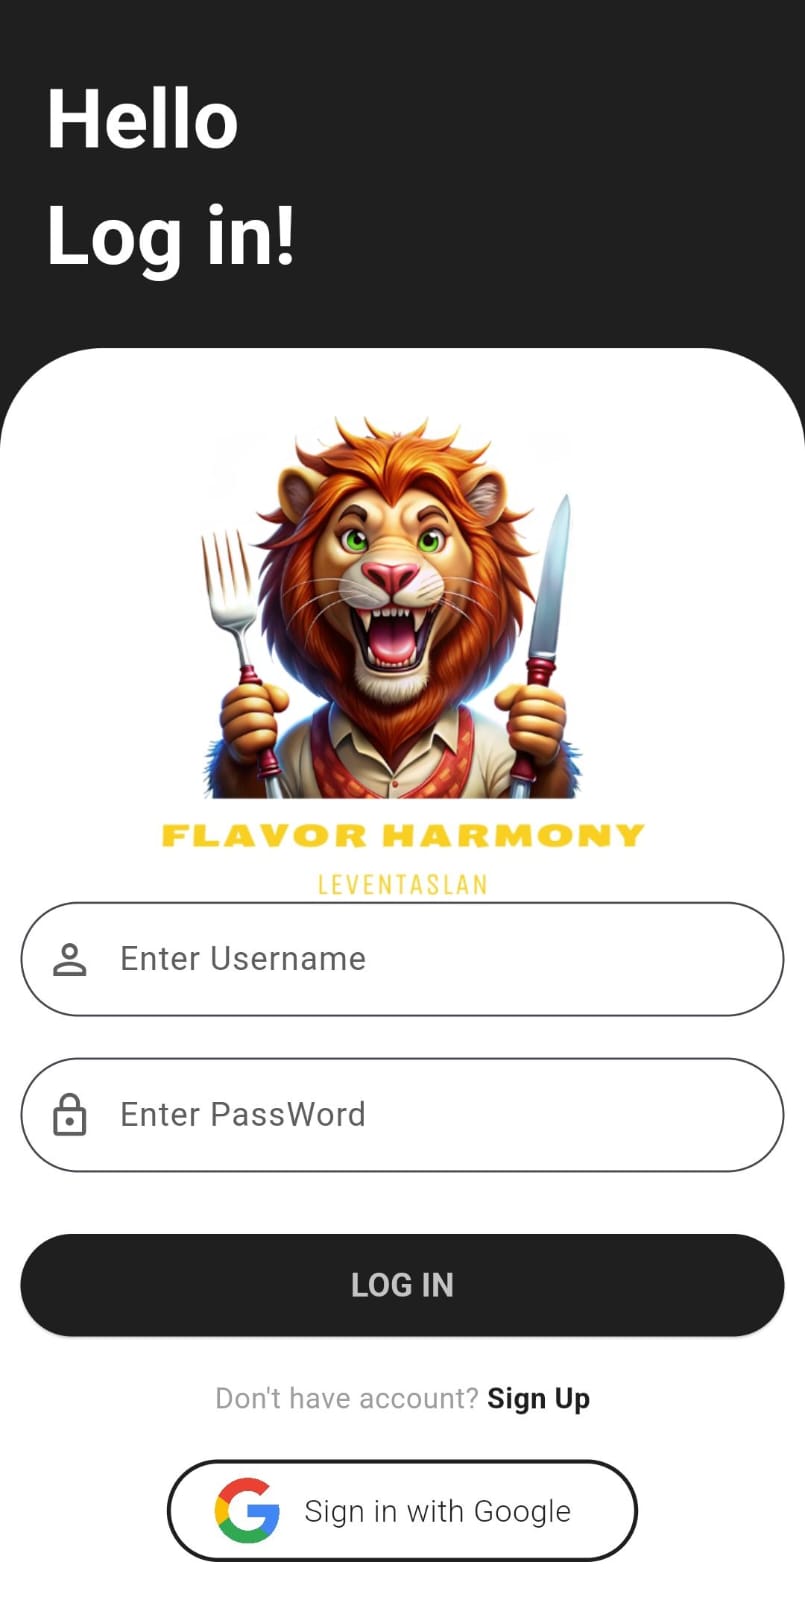 Hello
Log in!
FLAVOR HARMONY
LEVENTASLAN
Enter Username
Enter PassWord
LOG IN
Don't have account? Sign Up
Sign in with Google